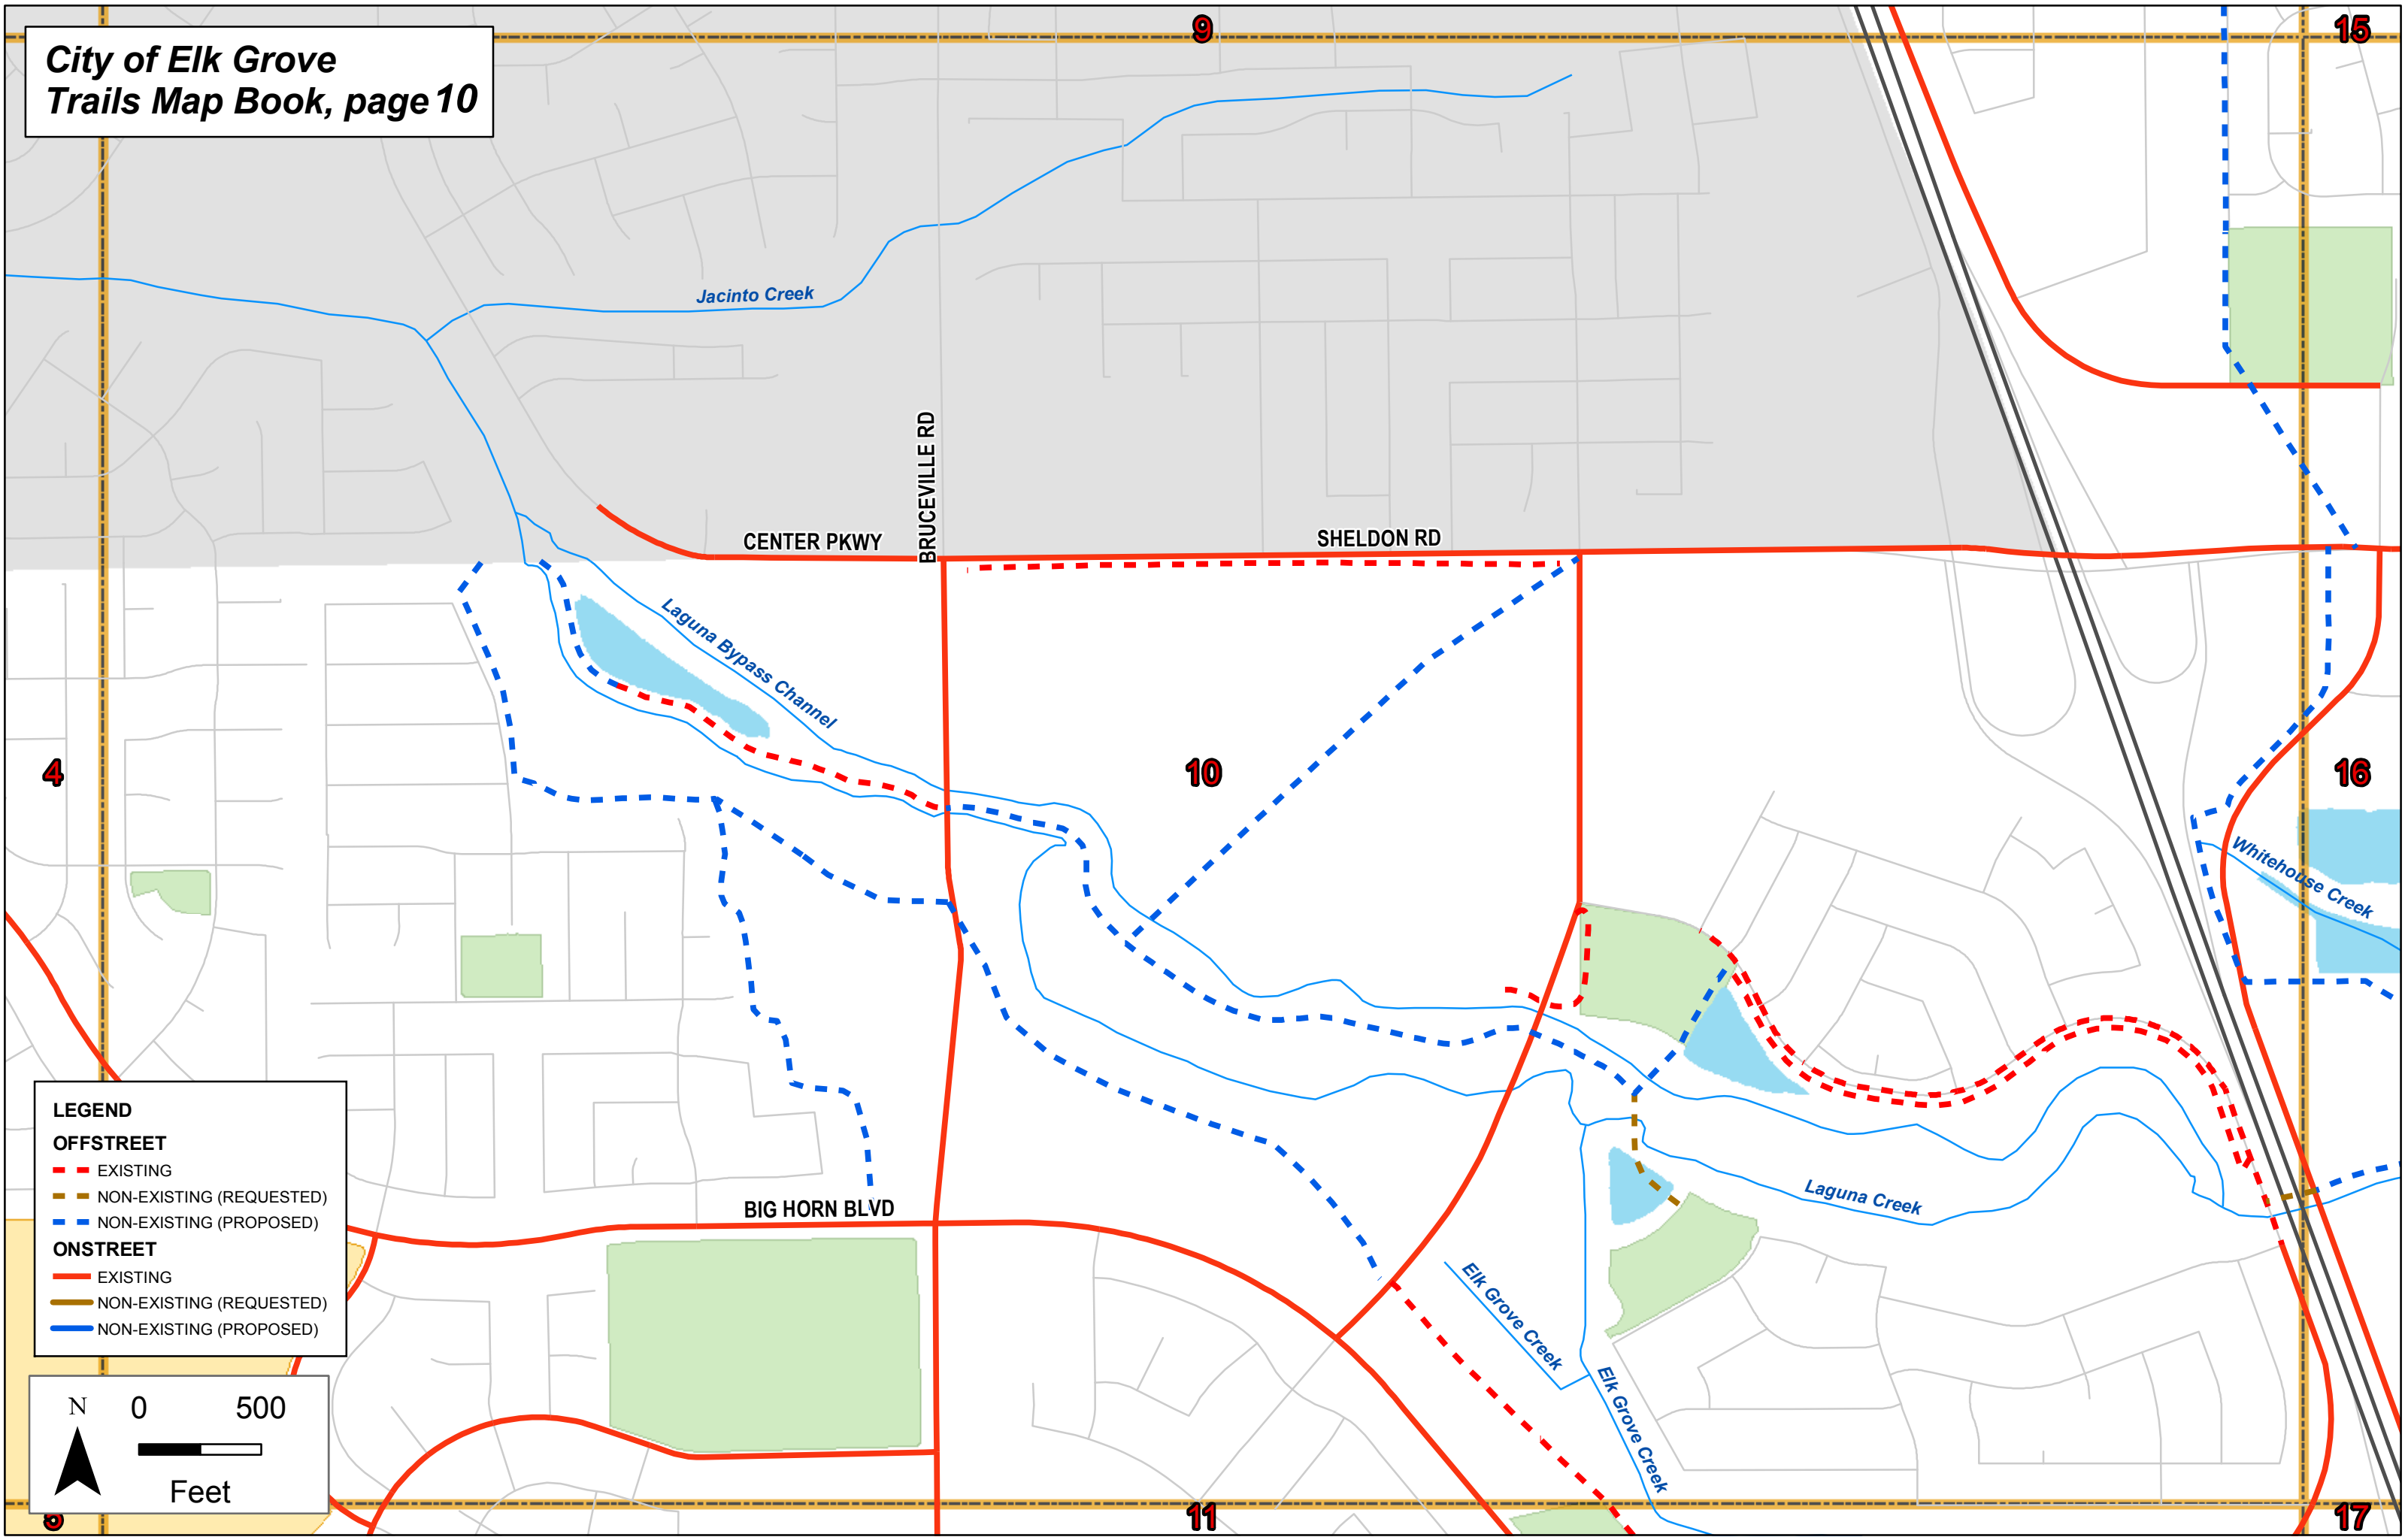 City of Elk Grove
Trails Map Book, page 10
9
15
Jacinto Creek
BRUCEVILLE RD
CENTER PKWY
SHELDON RD
Laguna Bypass Channel
4
10
16
Whitehouse Creek
Laguna Creek
BIG HORN BLVD
Elk Grove Creek
Elk Grove Creek
LEGEND
OFFSTREET
EXISTING
NON-EXISTING (REQUESTED)
NON-EXISTING (PROPOSED)
ONSTREET
EXISTING
NON-EXISTING (REQUESTED)
NON-EXISTING (PROPOSED)
N
0 500
Feet
5
11
17